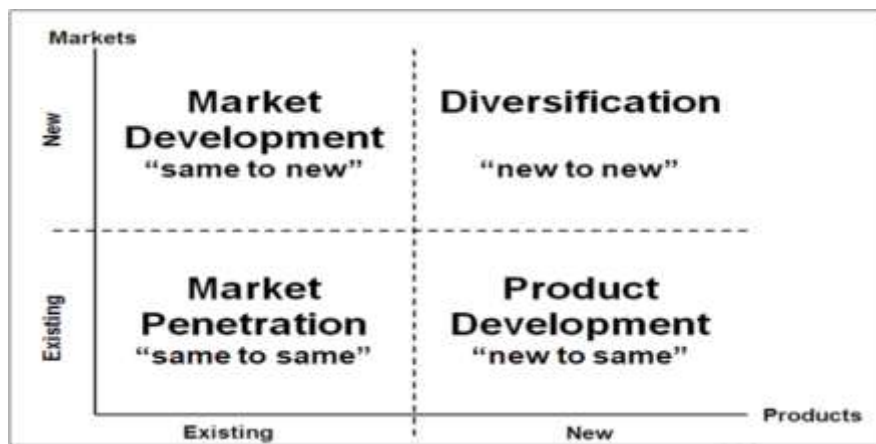 Markets
New
Market
Development
“same to new”
Diversification
“new to new”
Existing
Market
Penetration
“same to same”
Product
Development
“new to same”
Products
Existing
New